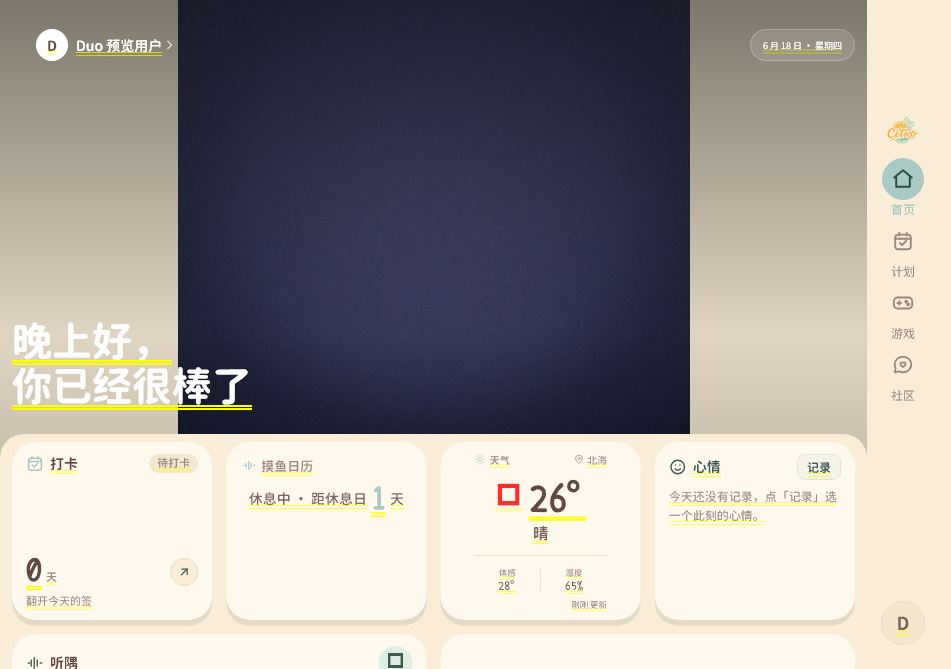 D
Duo 预览用户
6月18日 · 星期四
晚上好，
你已经很棒了
Citko
首页
计划
游戏
社区
打卡
待打卡
0 天
翻开今天的签
摸鱼日历
休息中 · 距休息日 1 天
天气
北海
26°
晴
体感
湿度
28°
65%
刚刚更新
心情
记录
今天还没有记录，点「记录」选
一个此刻的心情。
听隅
D